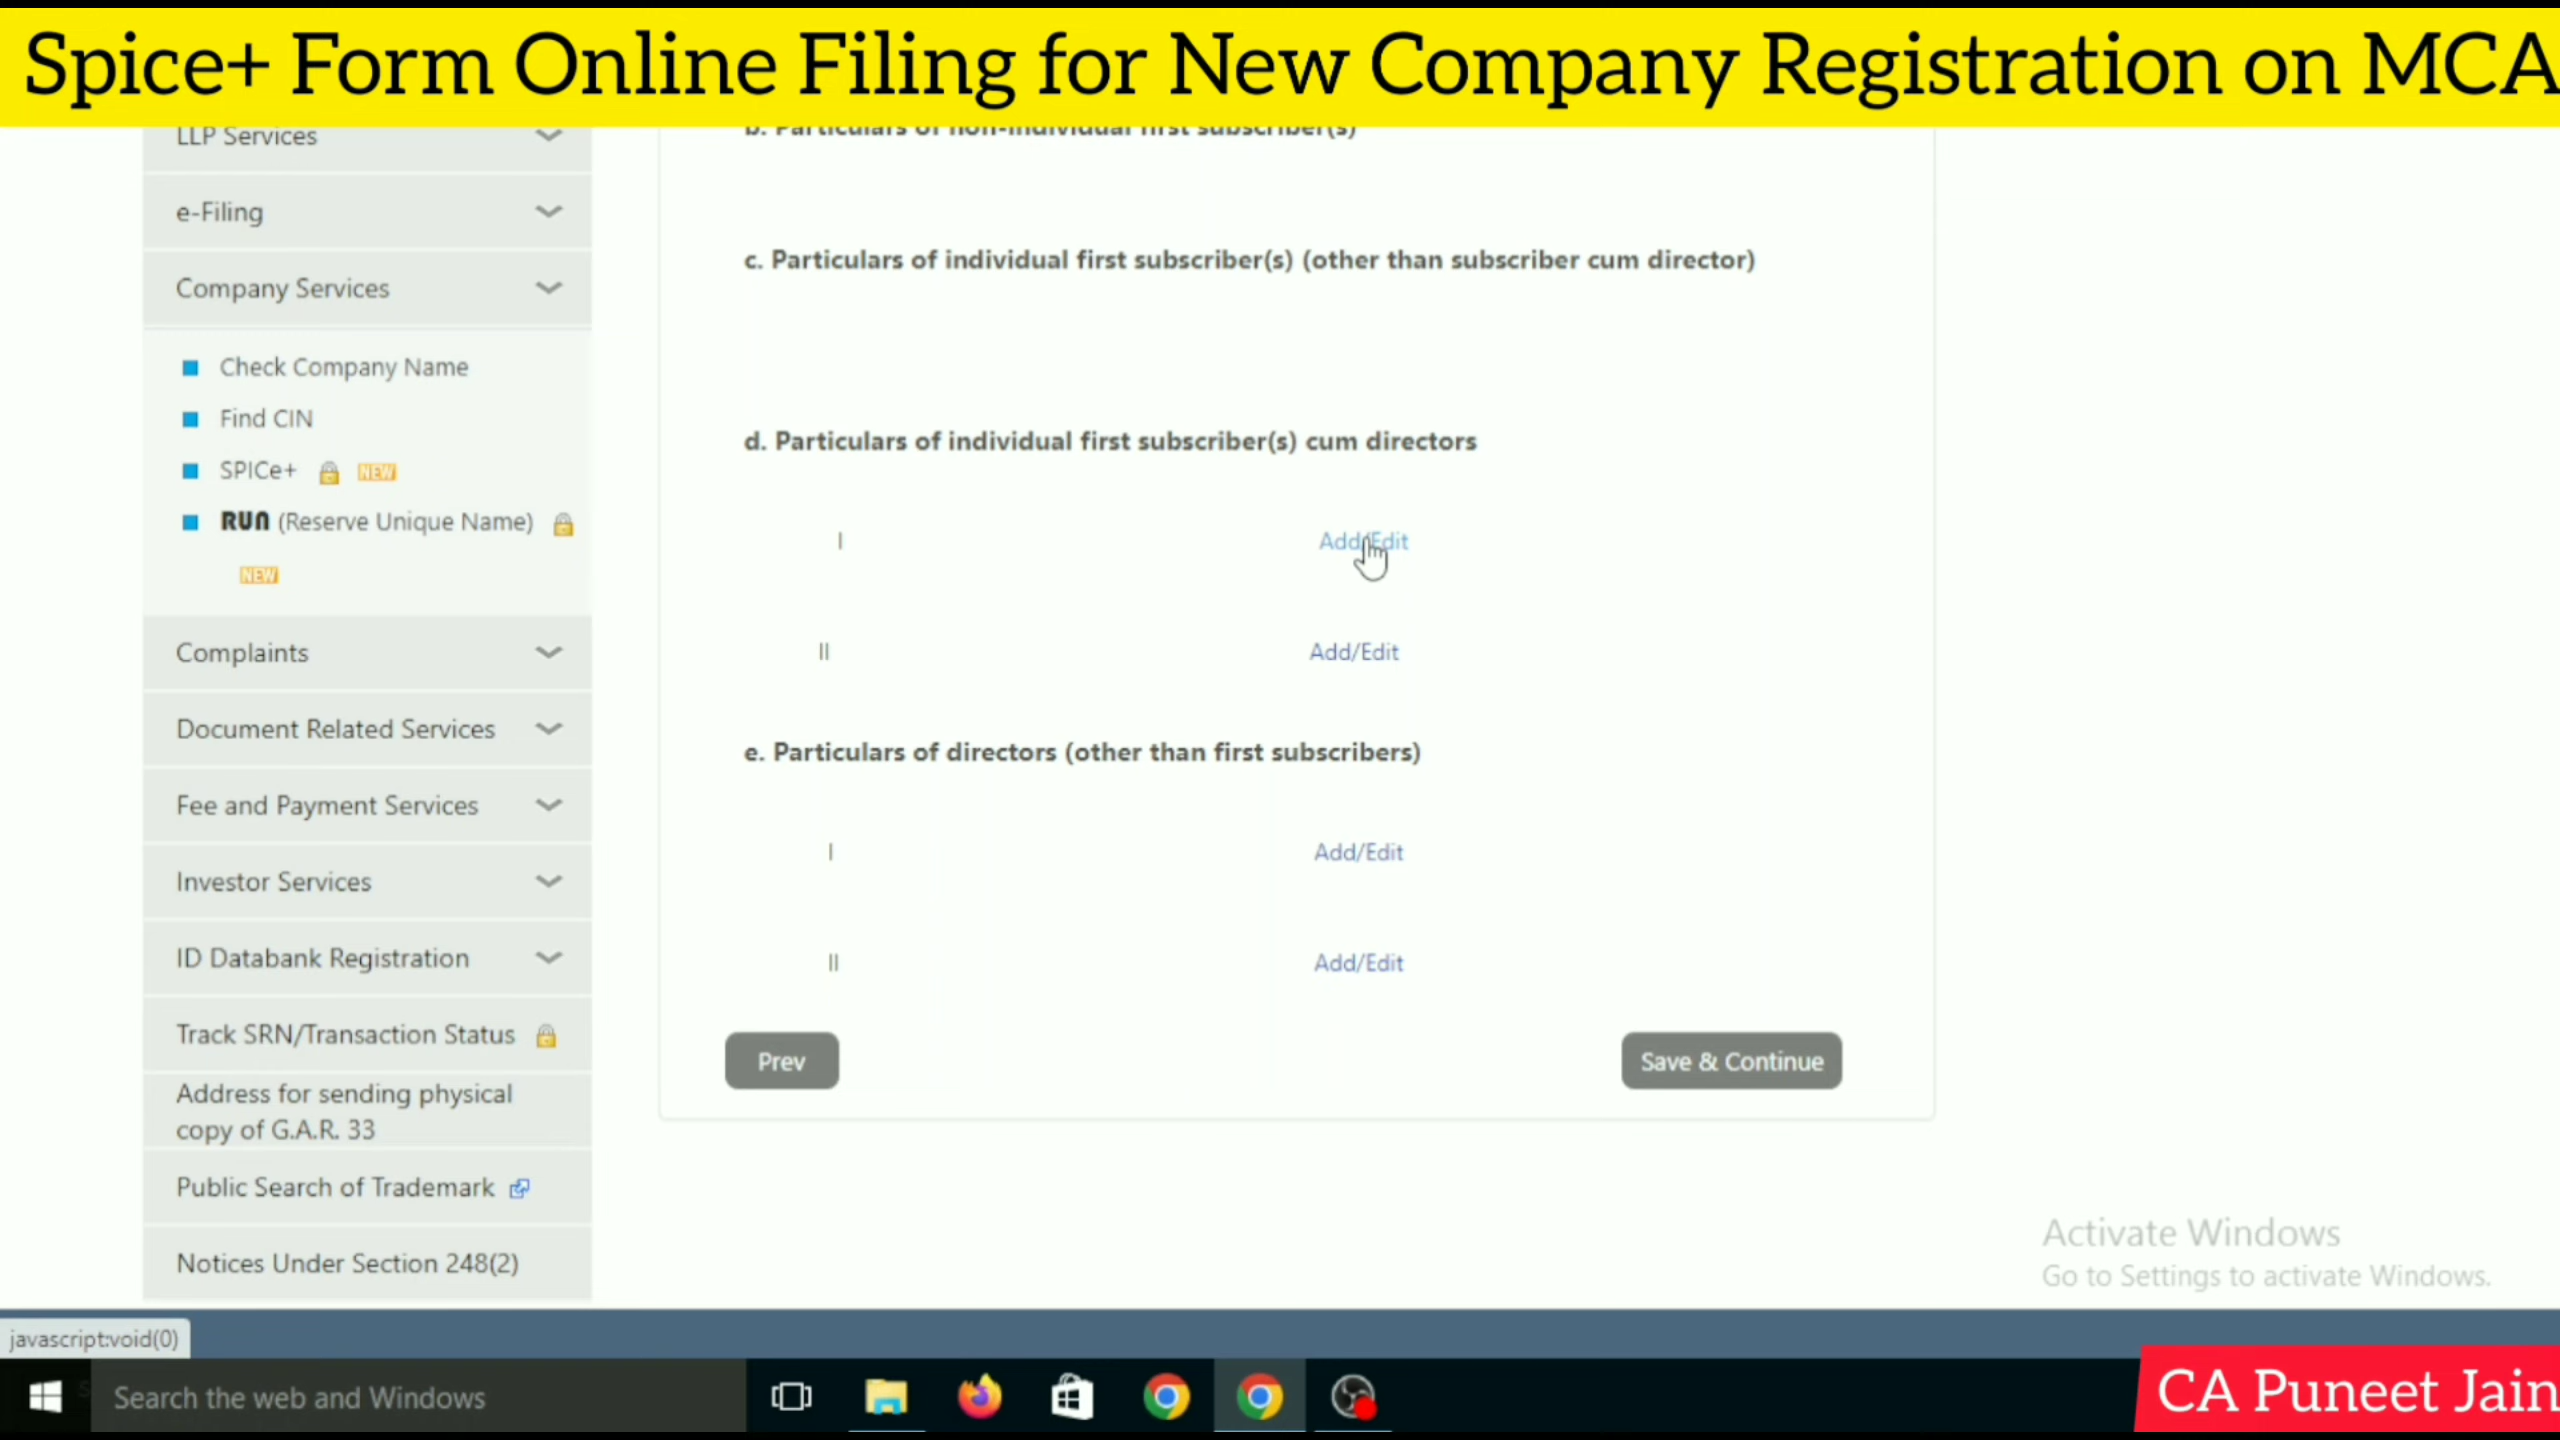 Spice+ Form Online Filing for New Company Registration on MCA
LLP Services
e-Filing
Company Services
Check Company Name
Find CIN
SPICe+ NEW
RUN (Reserve Unique Name)
NEW
Complaints
Document Related Services
Fee and Payment Services
Investor Services
ID Databank Registration
Track SRN/Transaction Status
Address for sending physical
copy of G.A.R. 33
Public Search of Trademark
Notices Under Section 248(2)
b. Particulars of non-individual first subscriber(s)
c. Particulars of individual first subscriber(s) (other than subscriber cum director)
d. Particulars of individual first subscriber(s) cum directors
I Add/Edit
II Add/Edit
e. Particulars of directors (other than first subscribers)
I Add/Edit
II Add/Edit
Prev Save & Continue
Activate Windows
Go to Settings to activate Windows.
javascript:void(0)
Search the web and Windows
CA Puneet Jain